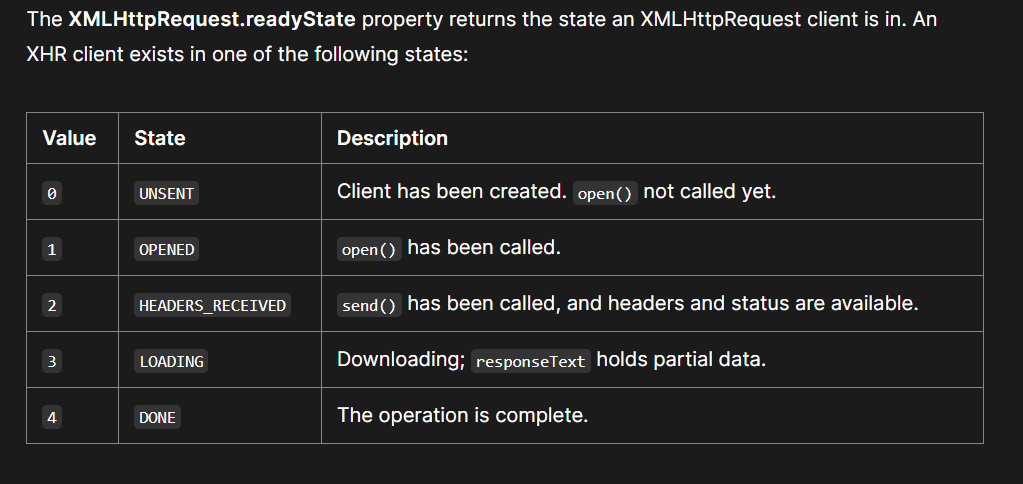 The XMLHttpRequest.readyState property returns the state an XMLHttpRequest client is in. An
XHR client exists in one of the following states:
Value State Description
0 UNSENT Client has been created. open() not called yet.
1 OPENED open() has been called.
2 HEADERS_RECEIVED send() has been called, and headers and status are available.
3 LOADING Downloading; responseText holds partial data.
4 DONE The operation is complete.